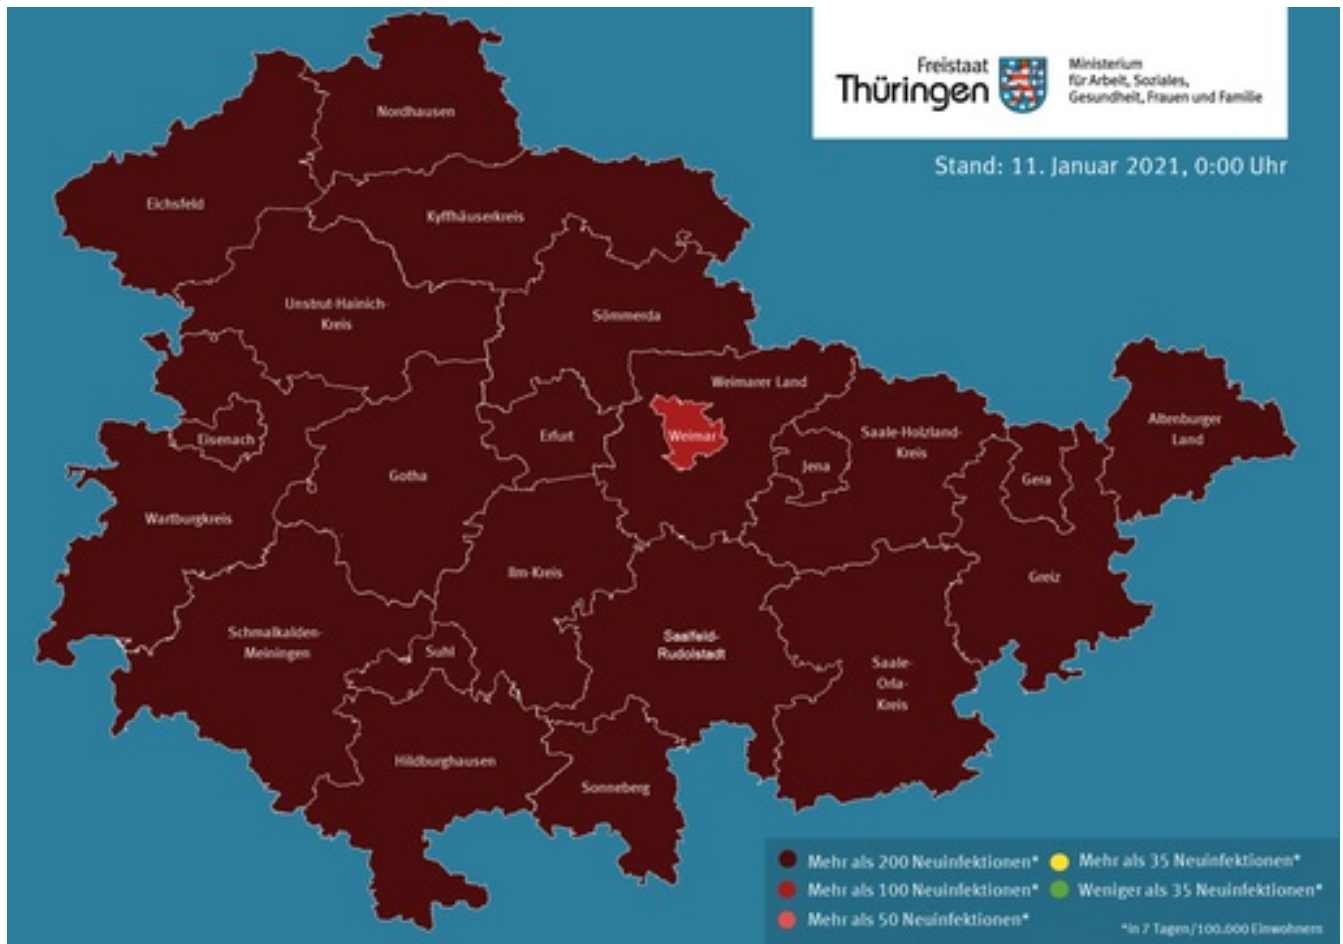 Freistaat
Thüringen
Ministerium
für Arbeit, Soziales,
Gesundheit, Frauen und Familie
Stand: 11. Januar 2021, 0:00 Uhr
Nordhausen
Eichsfeld
Kyffhäuserkreis
Unstrut-Hainich-
Kreis
Sömmerda
Weimarer Land
Eisenach
Erfurt
Weimar
Saale-Holzland-
Kreis
Altenburger
Land
Gotha
Jena
Gera
Wartburgkreis
Ilm-Kreis
Greiz
Schmalkalden-
Meiningen
Suhl
Saalfeld-
Rudolstadt
Saale-
Orla-
Kreis
Hildburghausen
Sonneberg
Mehr als 200 Neuinfektionen*
Mehr als 100 Neuinfektionen*
Mehr als 50 Neuinfektionen*
Mehr als 35 Neuinfektionen*
Weniger als 35 Neuinfektionen*
*in 7 Tagen/100.000 Einwohnern